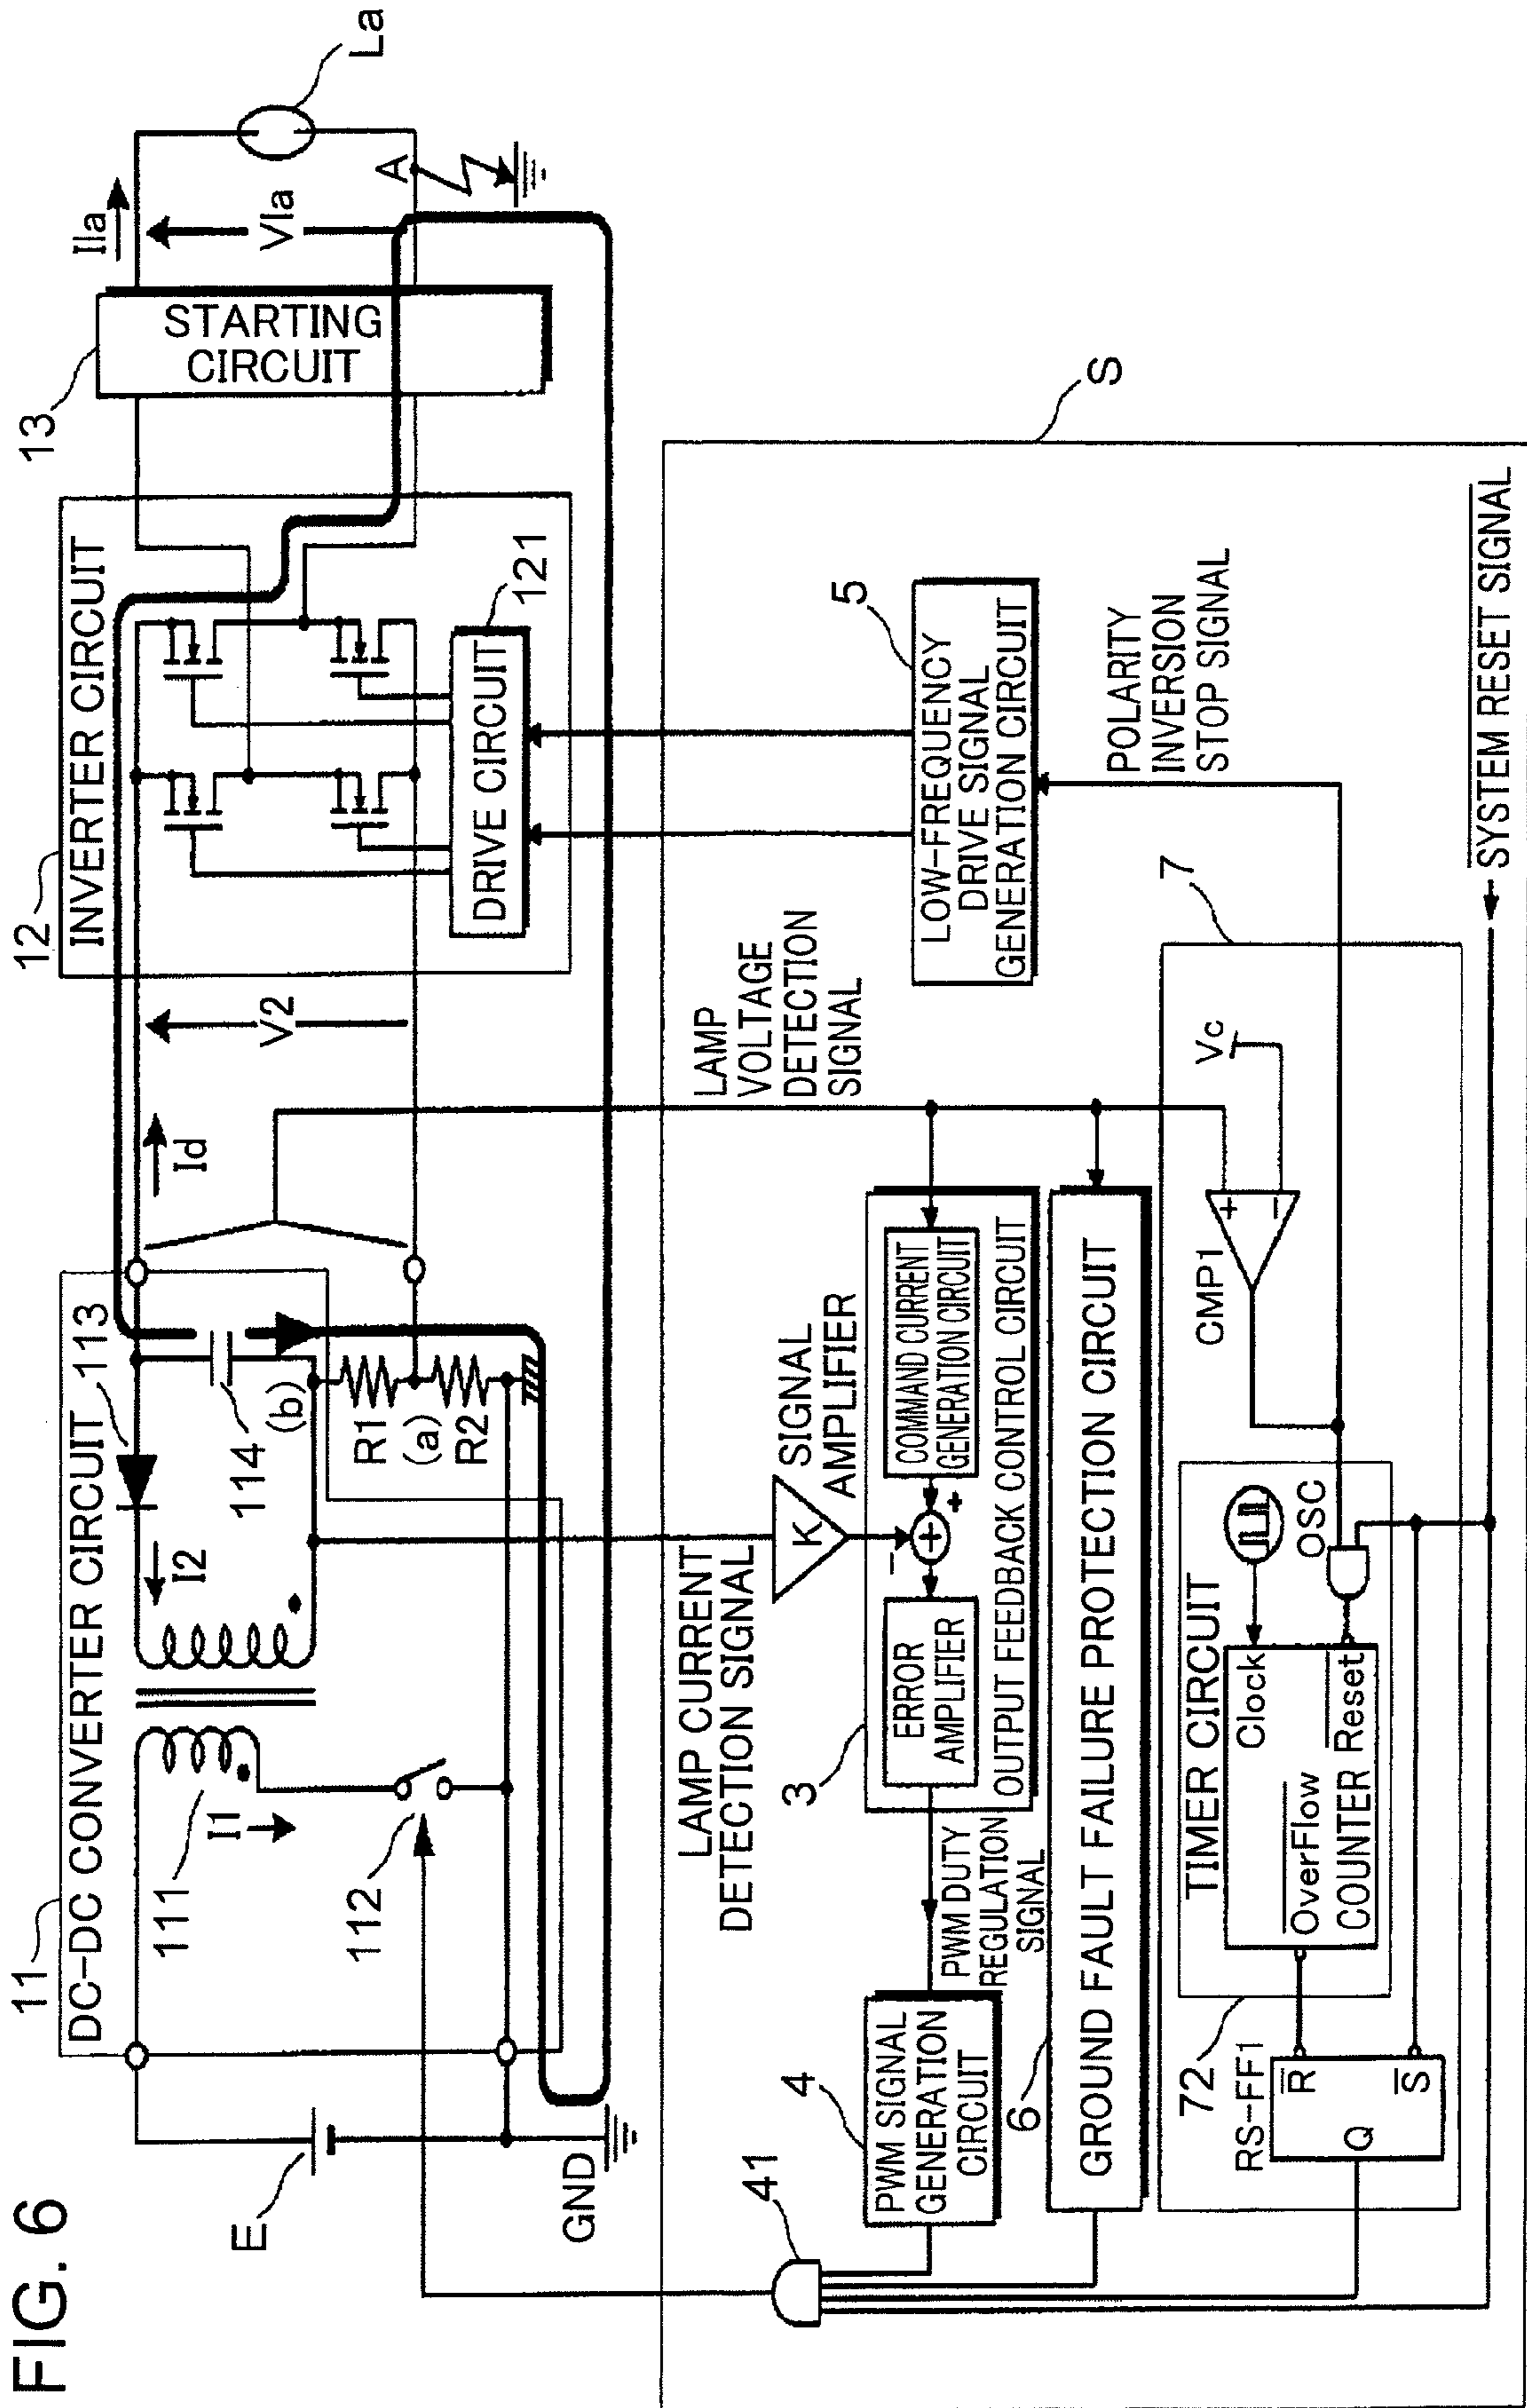 FIG. 6
11
DC-DC CONVERTER CIRCUIT
113
12
INVERTER CIRCUIT
13
STARTING
CIRCUIT
Ila
Vla
La
A
E
111
I1
112
I2
114
(b)
R1
(a)
R2
Id
V2
DRIVE CIRCUIT
121
GND
S
LAMP CURRENT
DETECTION SIGNAL
SIGNAL
AMPLIFIER
K
LAMP
VOLTAGE
DETECTION
SIGNAL
41
4
PWM SIGNAL
GENERATION
CIRCUIT
PWM DUTY
REGULATION
SIGNAL
3
ERROR
AMPLIFIER
+
−
+
COMMAND CURRENT
GENERATION CIRCUIT
OUTPUT FEEDBACK CONTROL CIRCUIT
5
LOW-FREQUENCY
DRIVE SIGNAL
GENERATION CIRCUIT
6
GROUND FAULT FAILURE PROTECTION CIRCUIT
POLARITY
INVERSION
STOP SIGNAL
7
72
TIMER CIRCUIT
RS-FF1
R
S
Q
OverFlow
COUNTER
Clock
Reset
OSC
CMP1
+
−
Vc
SYSTEM RESET SIGNAL